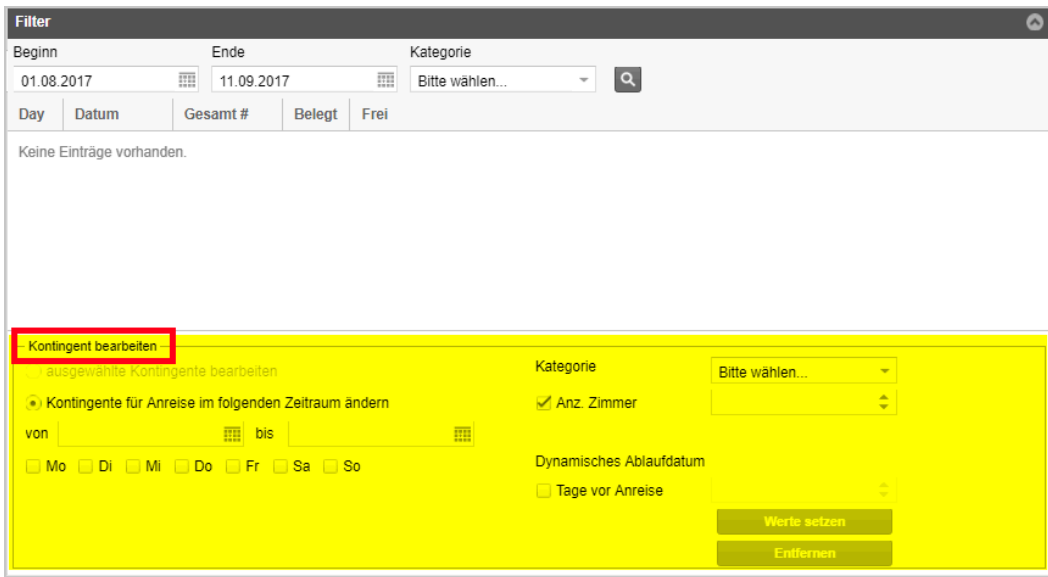 Filter
Beginn Ende Kategorie
01.08.2017 11.09.2017 Bitte wählen...
Day Datum Gesamt # Belegt Frei
Keine Einträge vorhanden.
Kontingent bearbeiten
ausgewählte Kontingente bearbeiten
Kategorie Bitte wählen...
Kontingente für Anreise im folgenden Zeitraum ändern
Anz. Zimmer
von bis
Mo Di Mi Do Fr Sa So
Dynamisches Ablaufdatum
Tage vor Anreise
Werte setzen
Entfernen